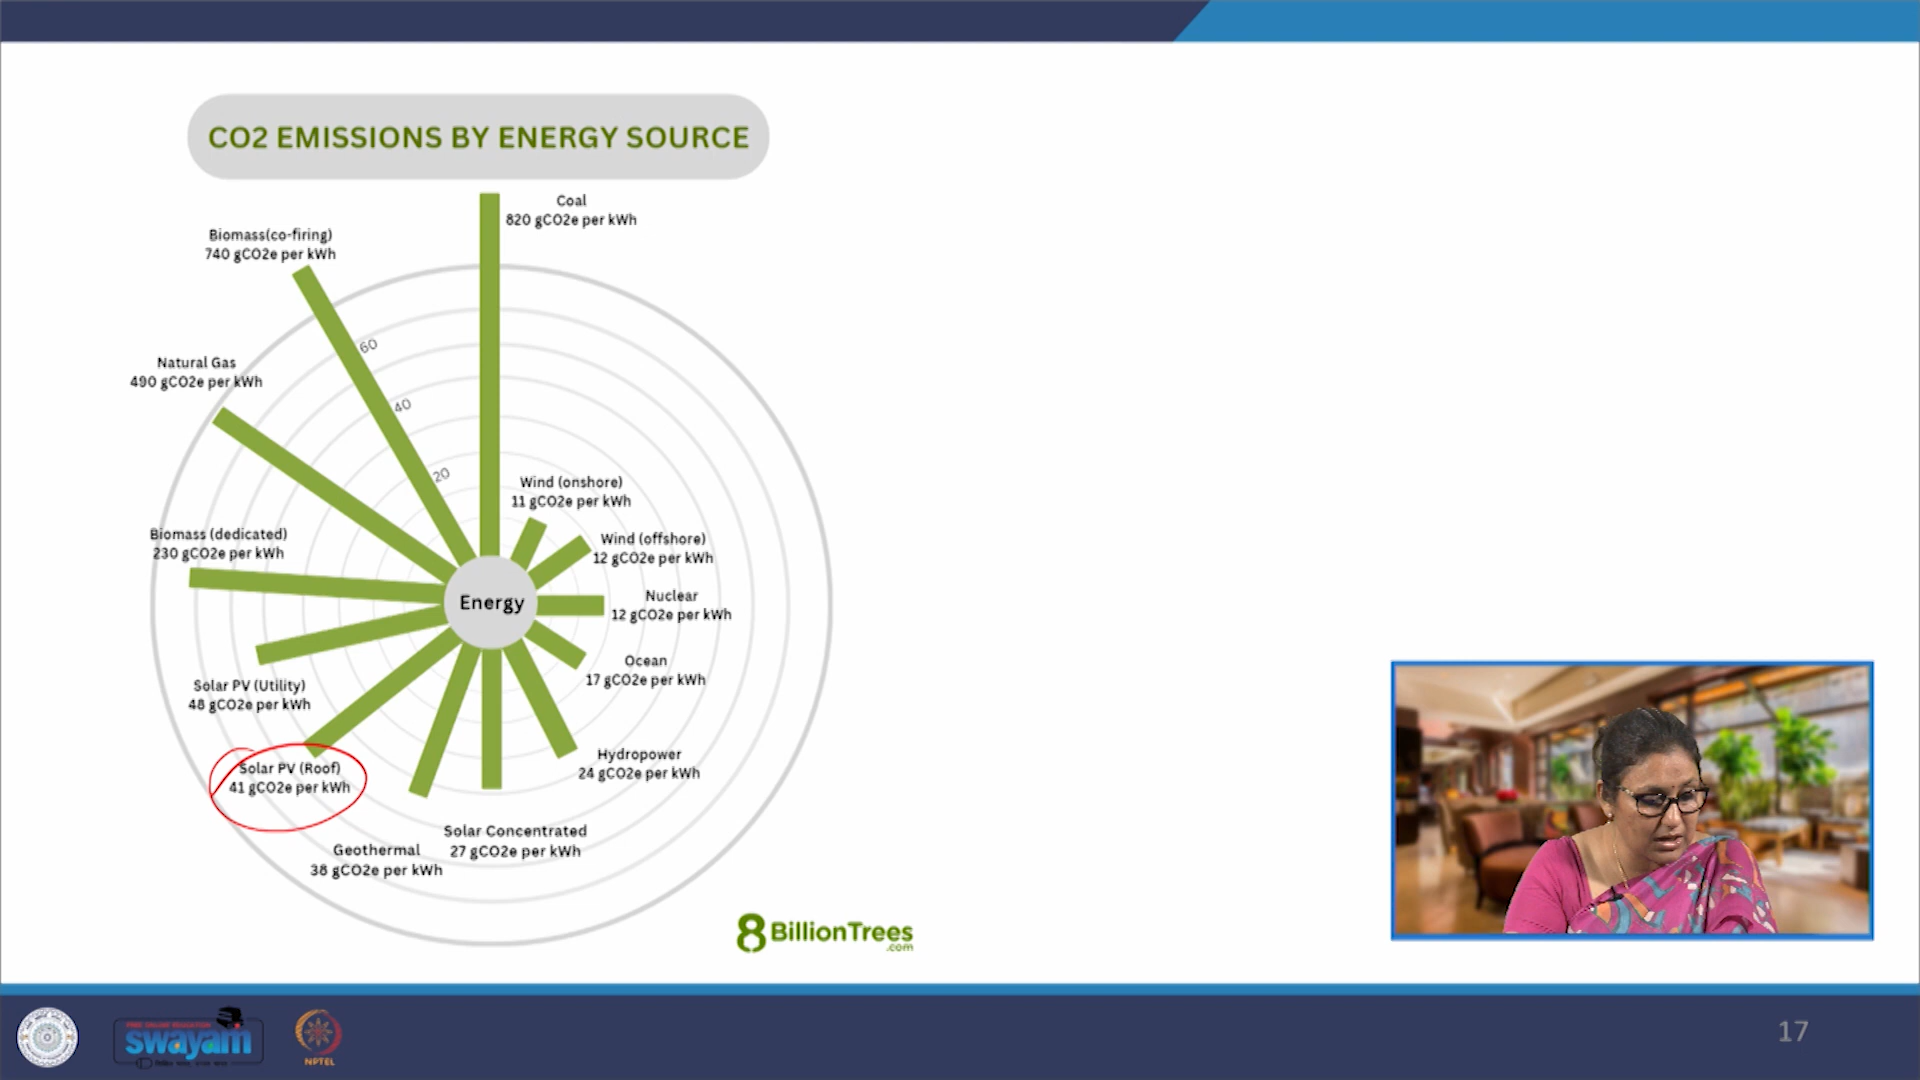 CO2 EMISSIONS BY ENERGY SOURCE
Coal
820 gCO2e per kWh
Biomass(co-firing)
740 gCO2e per kWh
60
Natural Gas
490 gCO2e per kWh
40
20
Wind (onshore)
11 gCO2e per kWh
Biomass (dedicated)
230 gCO2e per kWh
Wind (offshore)
12 gCO2e per kWh
Energy
Nuclear
12 gCO2e per kWh
Ocean
17 gCO2e per kWh
Solar PV (Utility)
48 gCO2e per kWh
Hydropower
24 gCO2e per kWh
Solar PV (Roof)
41 gCO2e per kWh
Solar Concentrated
27 gCO2e per kWh
Geothermal
38 gCO2e per kWh
8 BillionTrees
.com
swayam
NPTEL
17